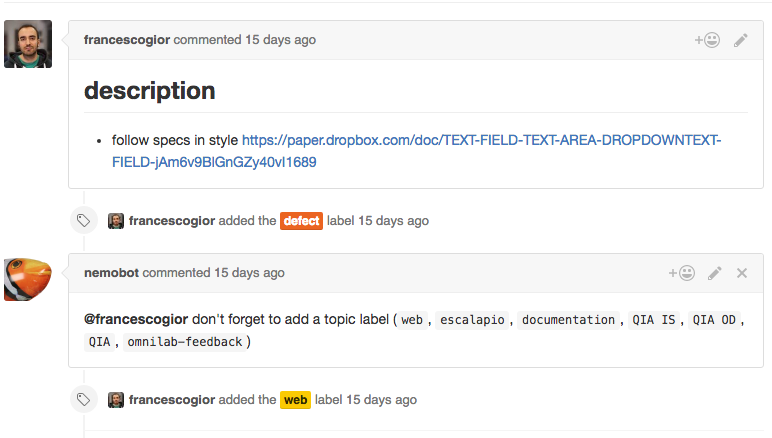 francescogior commented 15 days ago
description
follow specs in style https://paper.dropbox.com/doc/TEXT-FIELD-TEXT-AREA-DROPDOWNTEXT-
FIELD-jAm6v9BlGnGZy40vI1689
francescogior added the defect label 15 days ago
nemobot commented 15 days ago
@francescogior don't forget to add a topic label ( web , escalapio , documentation , QIA IS , QIA OD ,
QIA , omnilab-feedback )
francescogior added the web label 15 days ago